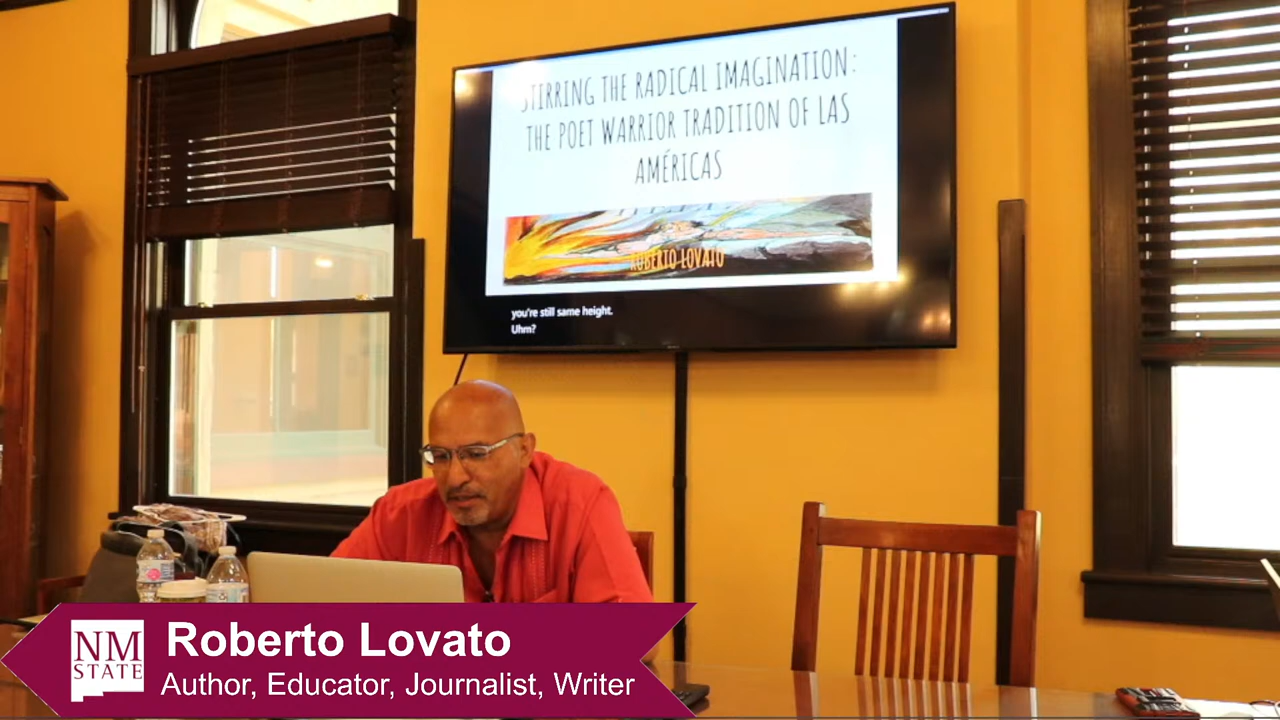 STIRRING THE RADICAL IMAGINATION:
THE POET WARRIOR TRADITION OF LAS
AMÉRICAS
ROBERTO LOVATO
you're still same height.
Uhm?
NM
STATE
Roberto Lovato
Author, Educator, Journalist, Writer